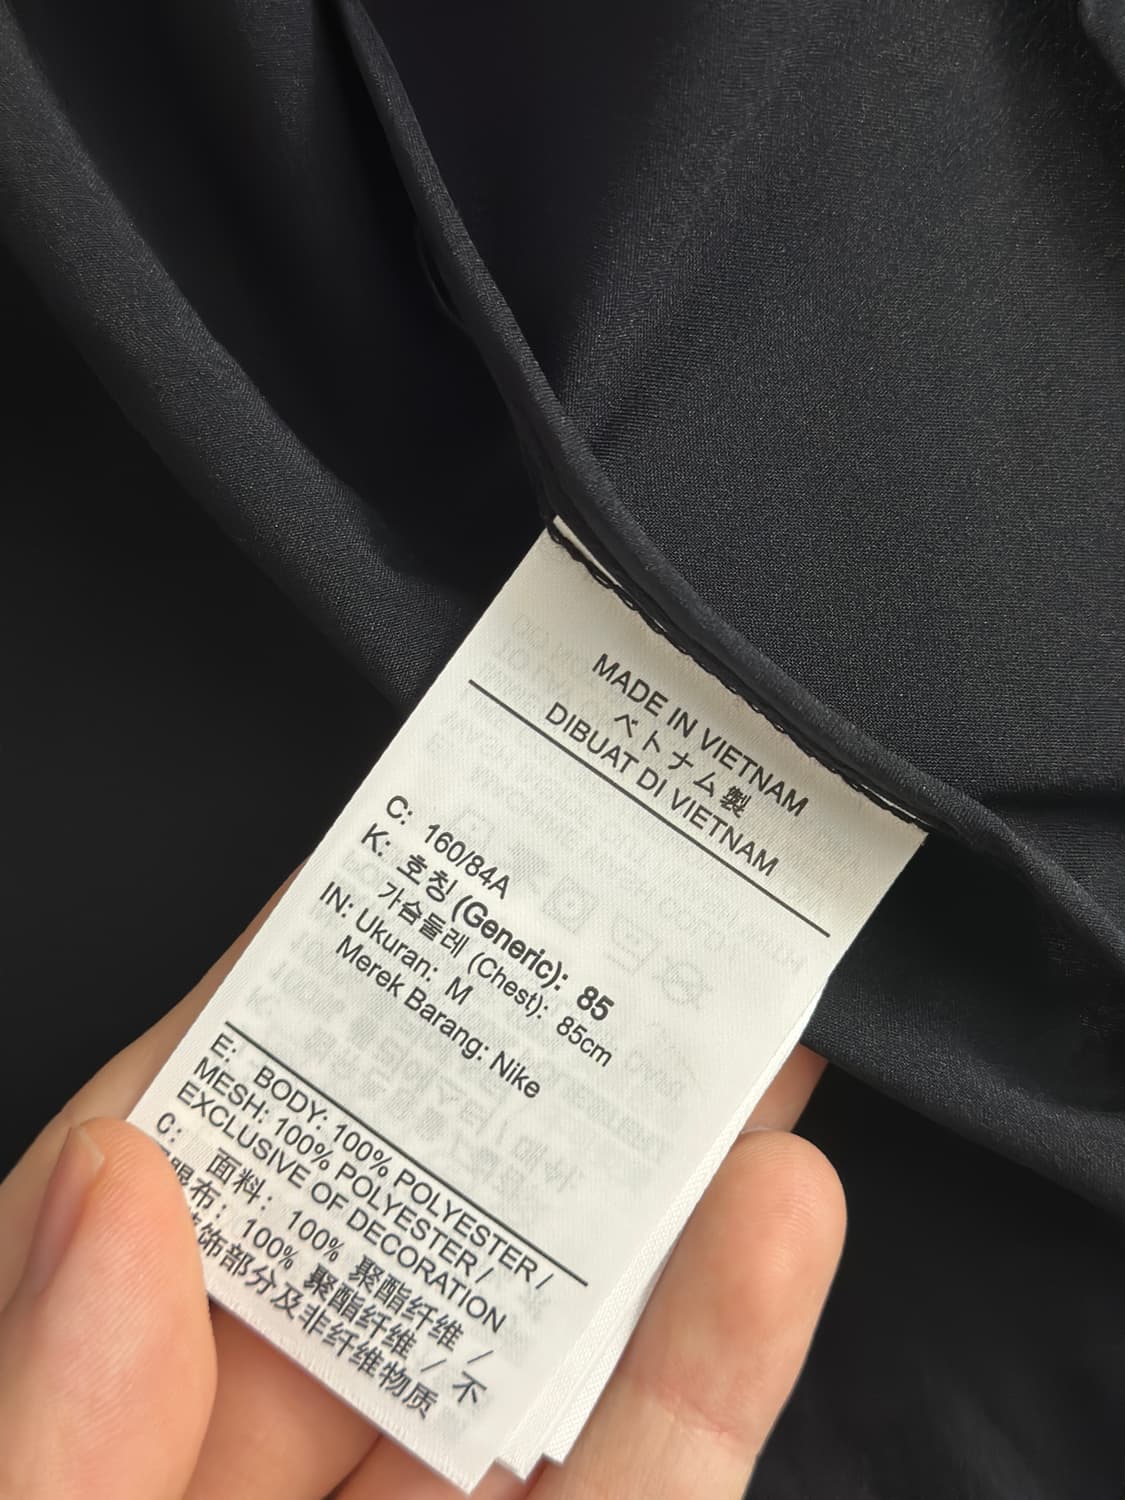 MADE IN VIETNAM
ベトナム製
DIBUAT DI VIETNAM
C: 160/84A
K: 호칭 (Generic): 85
가슴둘레 (Chest): 85cm
IN: Ukuran: M
Merek Barang: Nike
E: BODY: 100% POLYESTER /
MESH: 100% POLYESTER /
EXCLUSIVE OF DECORATION
C: 面料: 100% 聚酯纤维 /
眼布: 100% 聚酯纤维 / 不
饰部分及非纤维物质